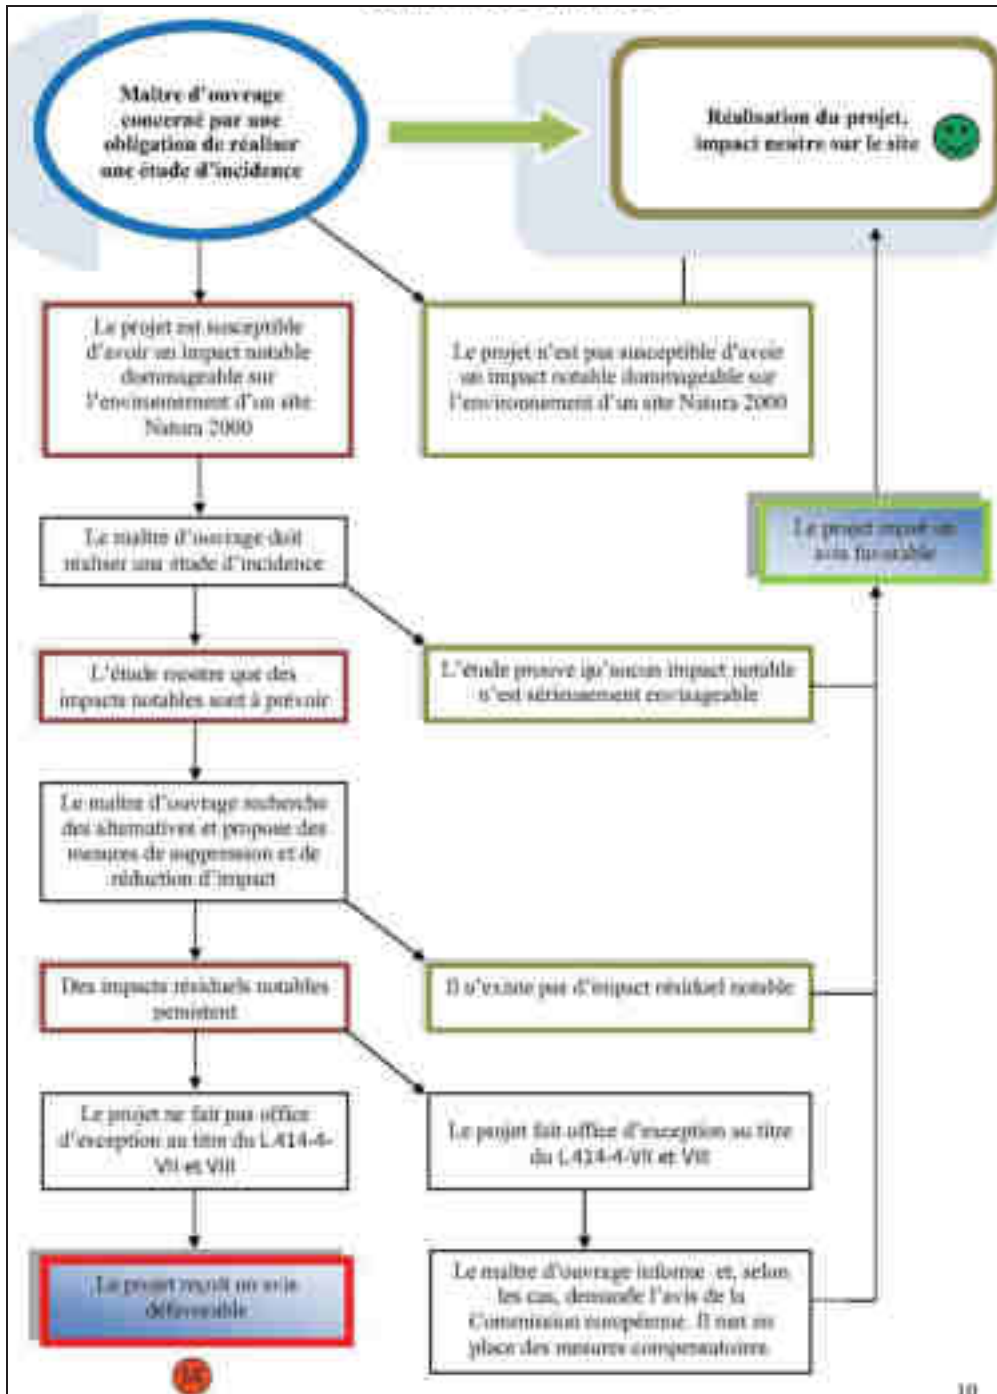 Maître d'ouvrage
concerné par une
obligation de réaliser
une étude d'incidence
Réalisation du projet,
impact neutre sur le site
Le projet est susceptible
d'avoir un impact notable
dommageable sur
l'environnement d'un site
Natura 2000
Le projet n'est pas susceptible d'avoir
un impact notable dommageable sur
l'environnement d'un site Natura 2000
Le maître d'ouvrage doit
réaliser une étude d'incidence
Le projet reçoit un
avis favorable
L'étude montre que des
impacts notables sont à prévoir
L'étude prouve qu'aucun impact notable
n'est sérieusement envisageable
Le maître d'ouvrage recherche
des alternatives et propose des
mesures de suppression et de
réduction d'impact
Des impacts résiduels notables
persistent
Il n'existe pas d'impact résiduel notable
Le projet ne fait pas office
d'exception au titre du L.414-4-
VII et VIII
Le projet fait office d'exception au titre
du L.414-4-VII et VIII
Le projet reçoit un avis
défavorable
Le maître d'ouvrage informe et, selon
les cas, demande l'avis de la
Commission européenne. Il met en
place des mesures compensatoires.
10